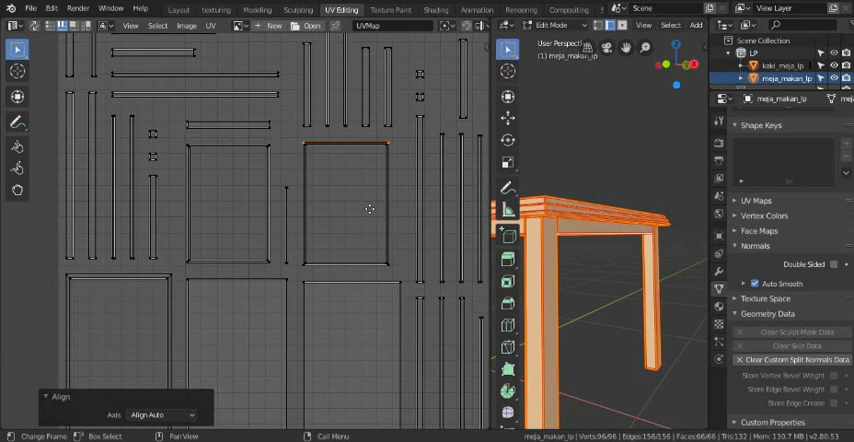 File Edit Render Window Help Layout texturing Modeling Sculpting UV Editing Texture Paint Shading Animation Rendering Compositing Scene View Layer
View Select Image UV New Open UVMap Edit Mode View Select Add
User Perspective
(1) meja_makan_lp
Scene Collection
LP
kaki_meja_lp
meja_makan_lp
meja_makan_lp
Shape Keys
UV Maps
Vertex Colors
Face Maps
Normals
Double Sided
Auto Smooth
Texture Space
Geometry Data
Clear Sculpt-Mask Data
Clear Skin Data
Clear Custom Split Normals Data
Store Vertex Bevel Weight
Store Edge Bevel Weight
Store Edge Crease
Custom Properties
Align
Axis Align Auto
Change Frame Box Select Pan View Call Menu meja_makan_lp | Verts:96/96 | Edges:156/156 | Faces:66/66 | Tris:132 | Mem: 130.7 MB | v2.80.53